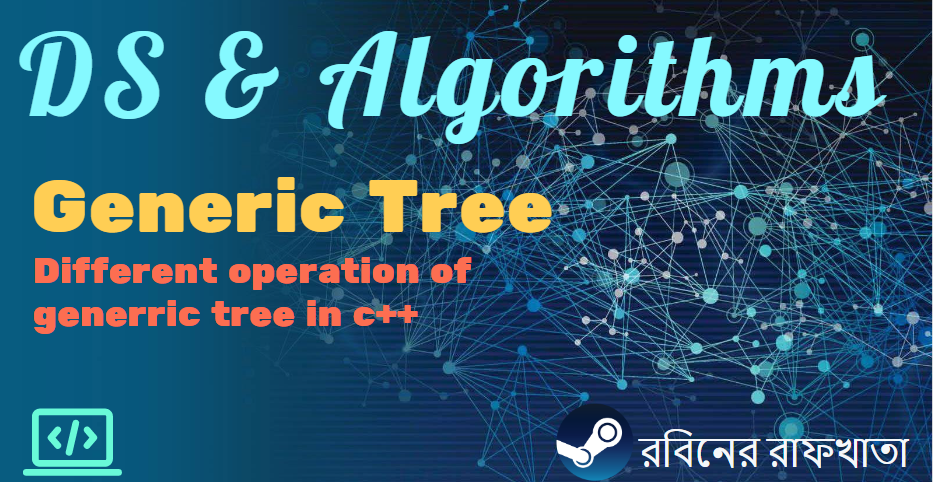 DS & Algorithms
Generic Tree
Different operation of
generric tree in c++
</>
রবিনের রাফখাতা